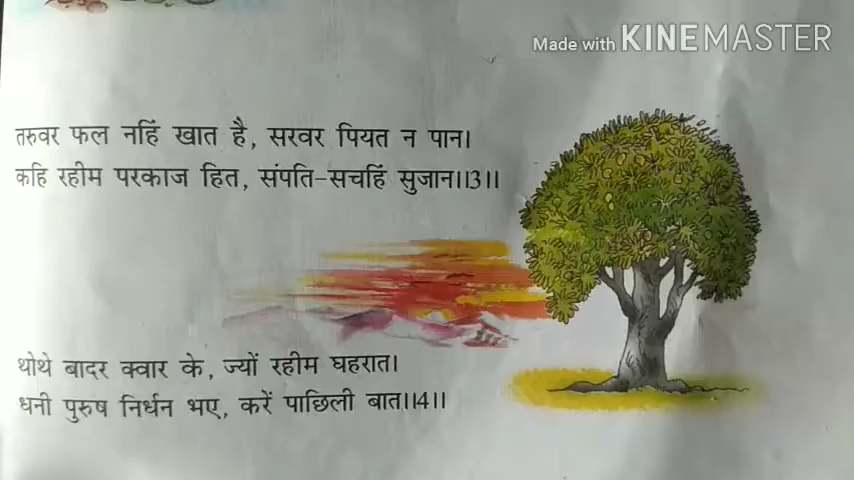 Made with KINEMASTER
तरुवर फल नहिं खात है, सरवर पियत न पान।
कहि रहीम परकाज हित, संपति-सचहिं सुजान।।3।।
थोथे बादर क्वार के, ज्यों रहीम घहरात।
धनी पुरुष निर्धन भए, करें पाछिली बात।।4।।